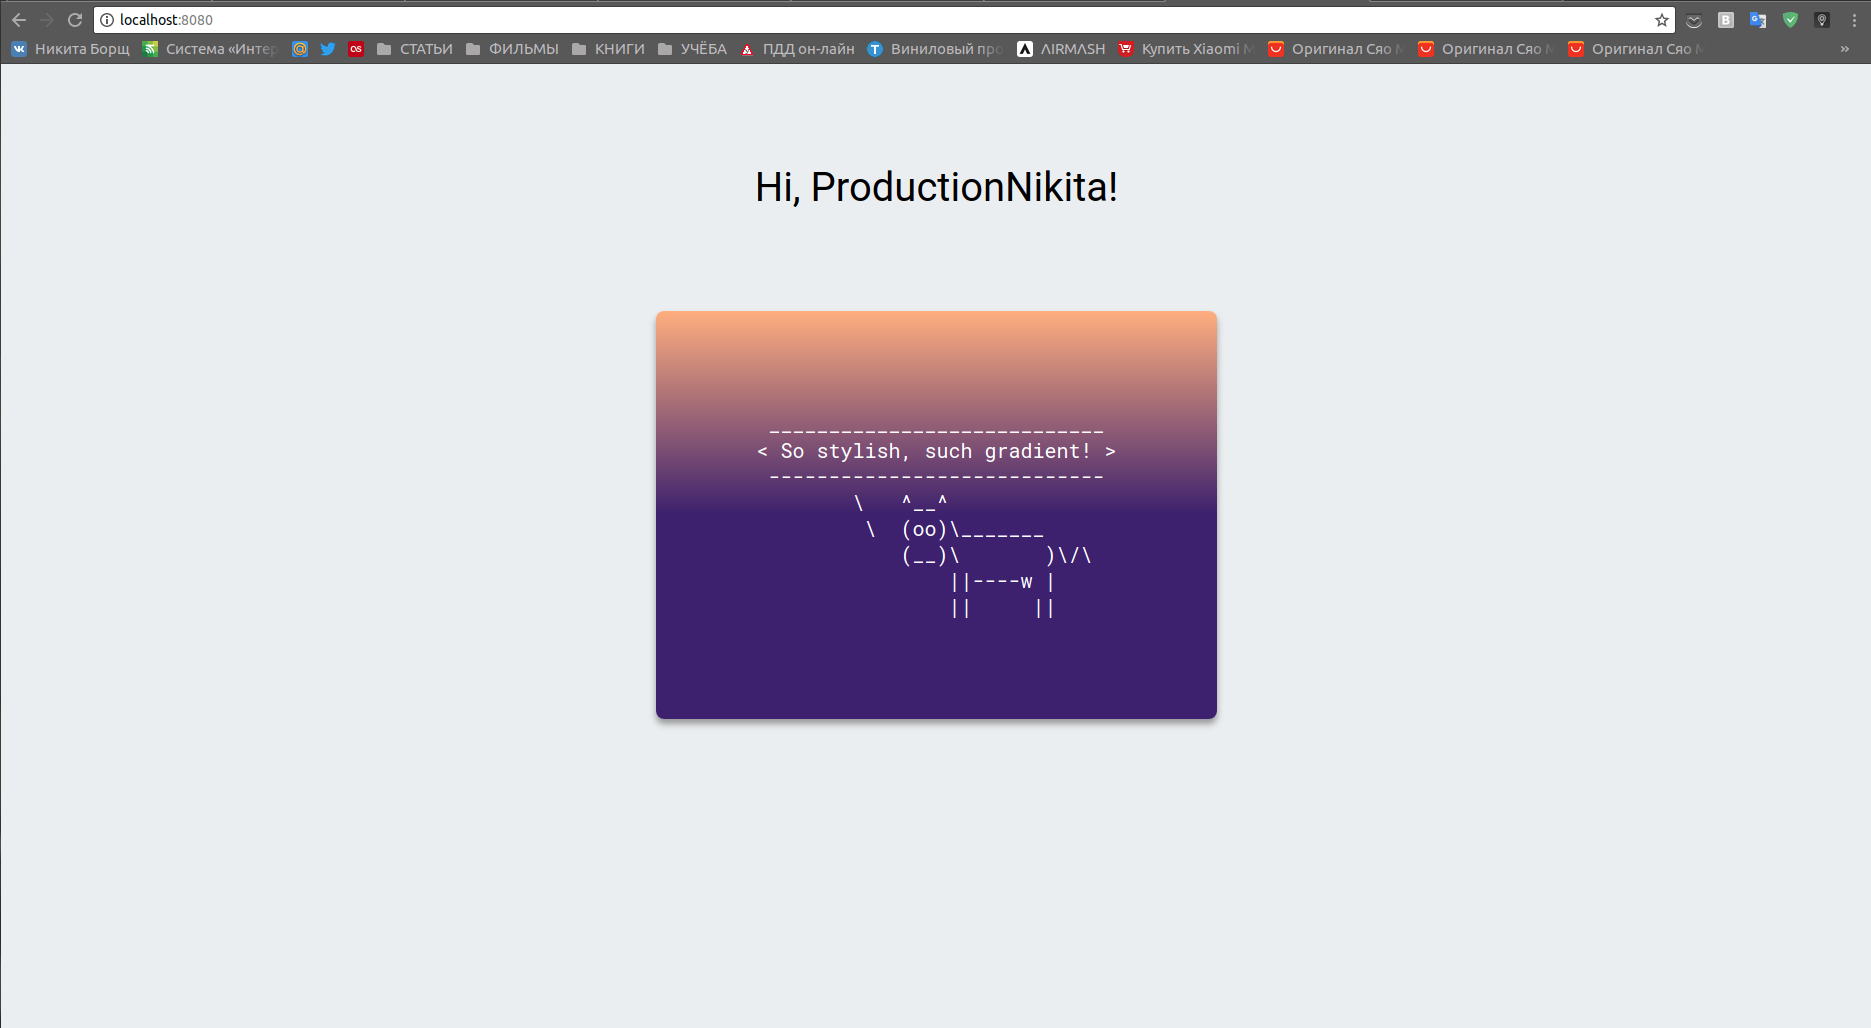 localhost:8080
Никита Борщ Система «Интер СТАТЬИ ФИЛЬМЫ КНИГИ УЧЁБА ПДД он-лайн Виниловый про ΛIRMΛSH Купить Xiaomi M Оригинал Сяо М Оригинал Сяо М Оригинал Сяо М »
Hi, ProductionNikita!
____________________________
< So stylish, such gradient! >
----------------------------
\   ^__^
\  (oo)\_______
(__)\       )\/\
||----w |
||     ||